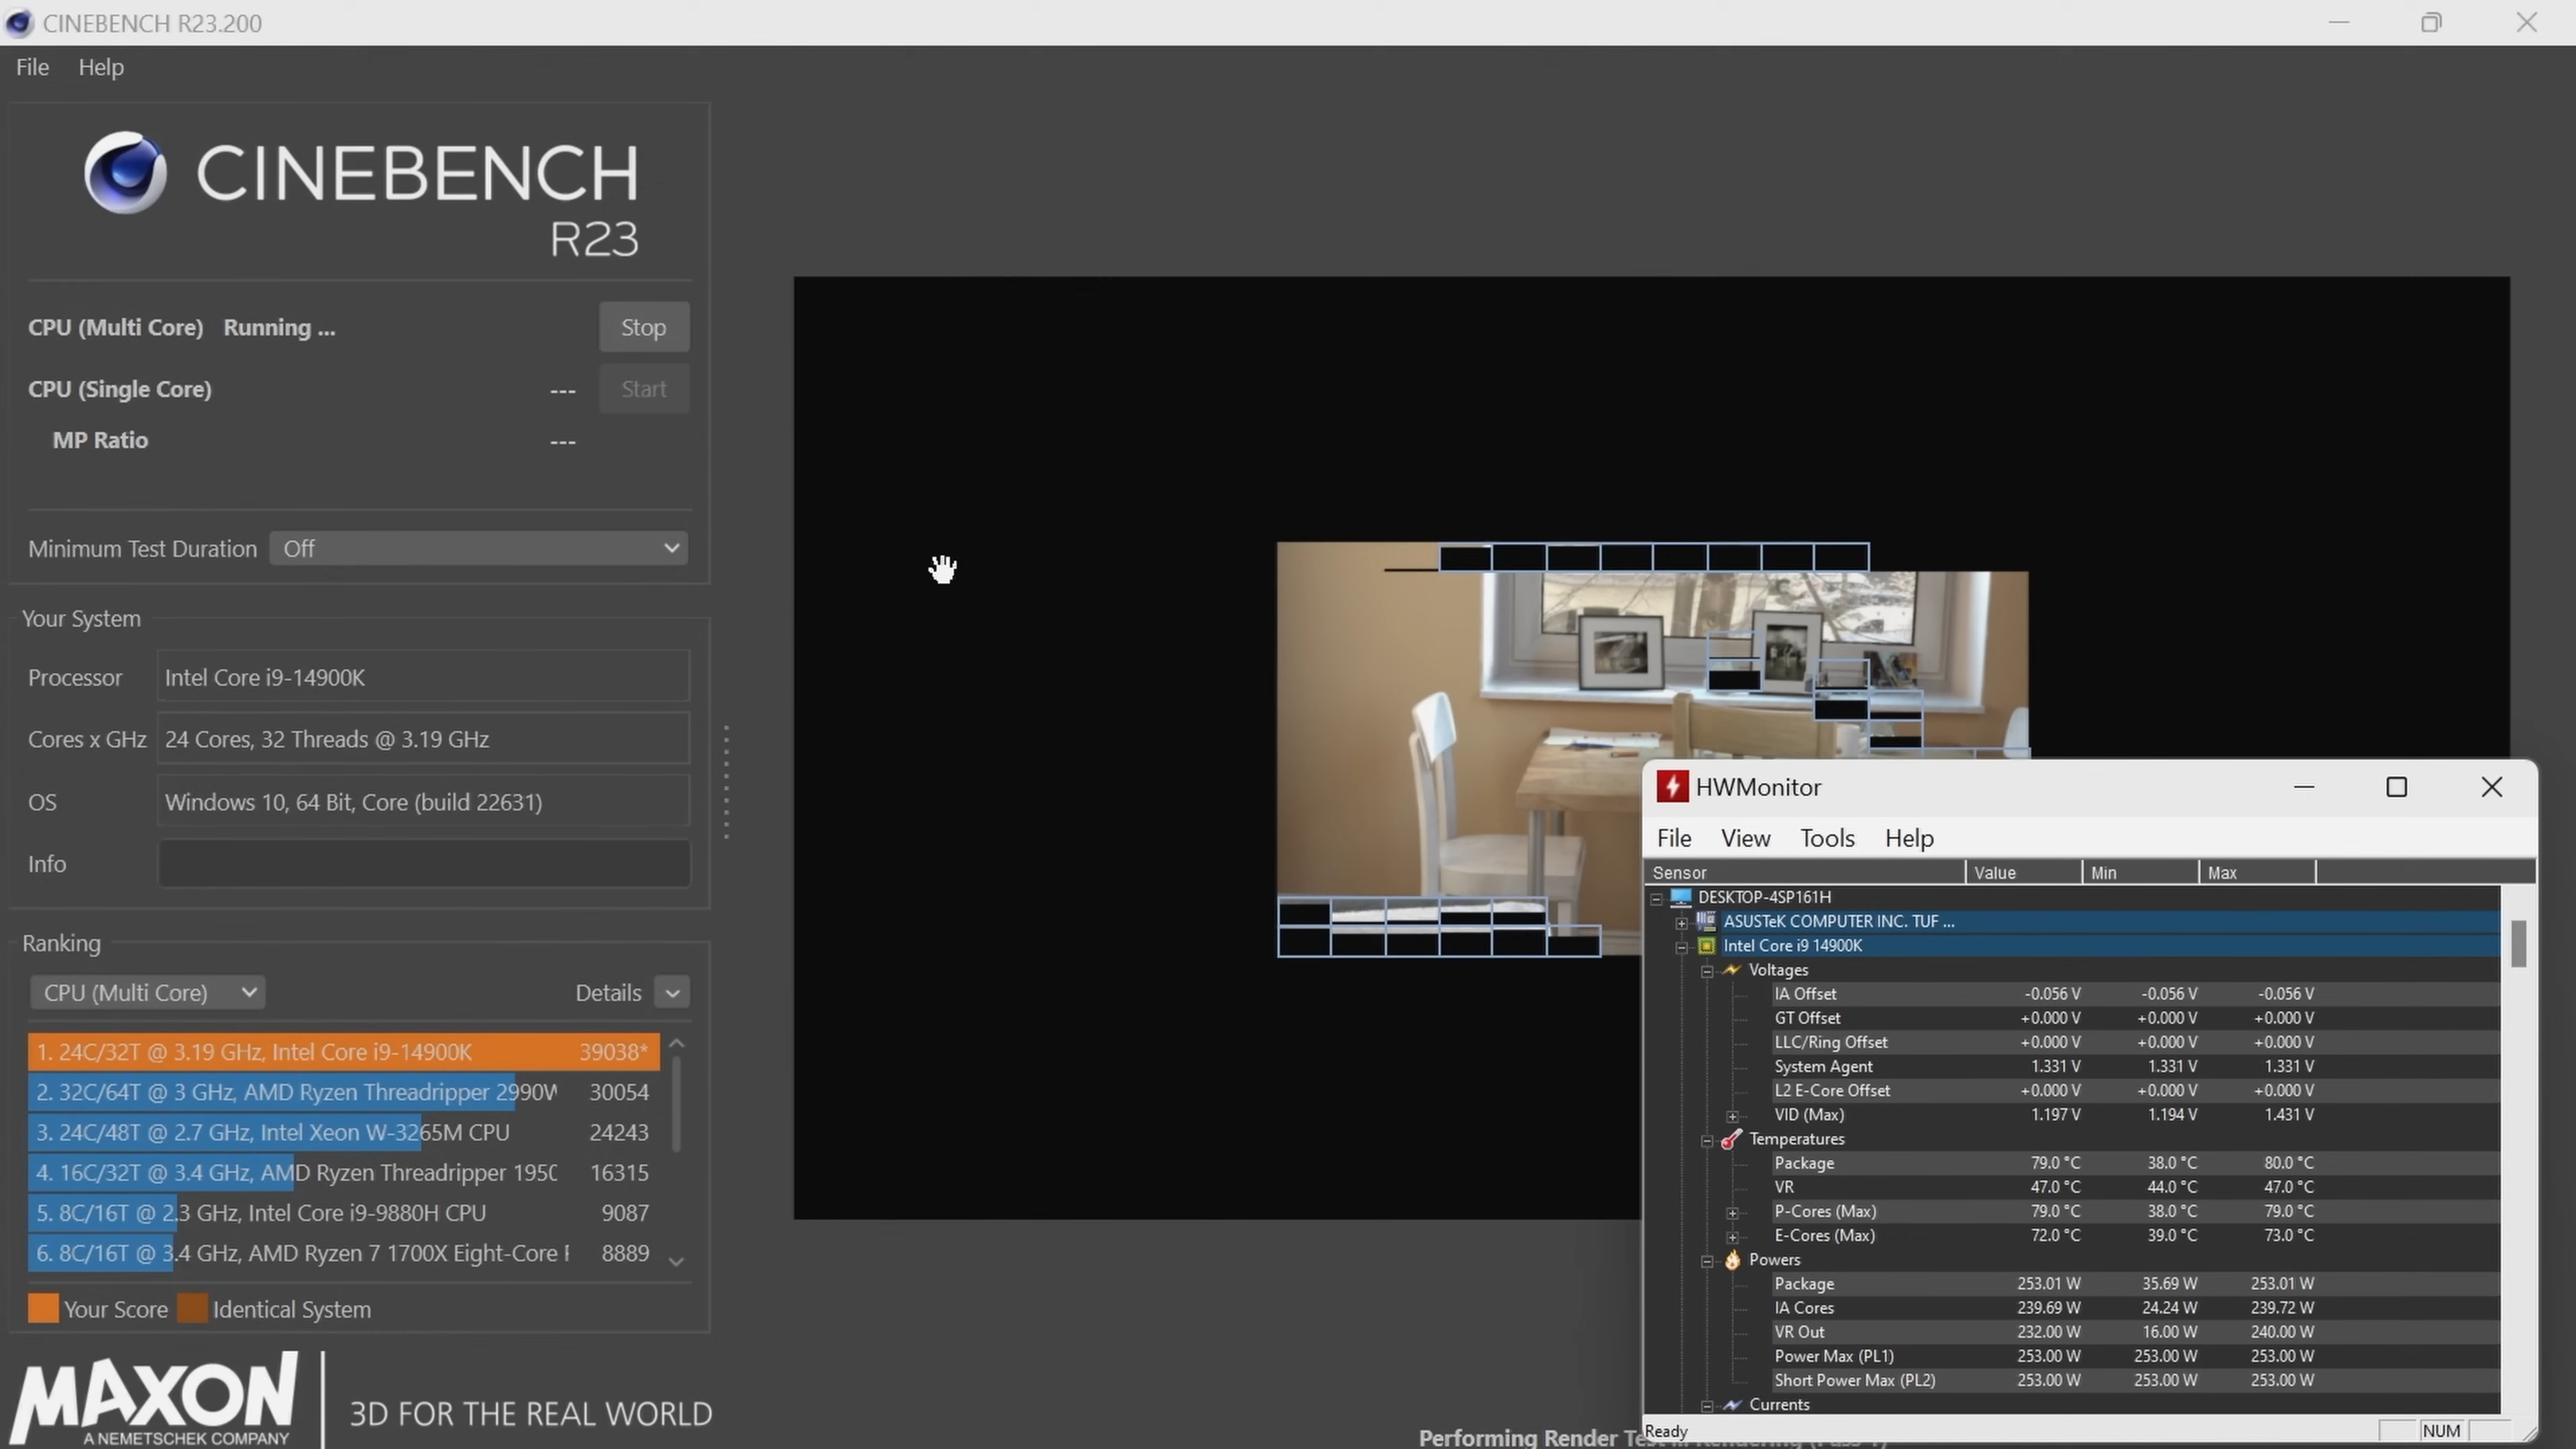 CINEBENCH R23.200
File Help
CINEBENCH
R23
CPU (Multi Core) Running ... Stop
CPU (Single Core) --- Start
MP Ratio ---
Minimum Test Duration Off
Your System
Processor Intel Core i9-14900K
Cores x GHz 24 Cores, 32 Threads @ 3.19 GHz
OS Windows 10, 64 Bit, Core (build 22631)
Info
Ranking
CPU (Multi Core) Details
1. 24C/32T @ 3.19 GHz, Intel Core i9-14900K 39038*
2. 32C/64T @ 3 GHz, AMD Ryzen Threadripper 2990W 30054
3. 24C/48T @ 2.7 GHz, Intel Xeon W-3265M CPU 24243
4. 16C/32T @ 3.4 GHz, AMD Ryzen Threadripper 1950 16315
5. 8C/16T @ 2.3 GHz, Intel Core i9-9880H CPU 9087
6. 8C/16T @ 3.4 GHz, AMD Ryzen 7 1700X Eight-Core 8889
Your Score Identical System
MAXON
A NEMETSCHEK COMPANY
3D FOR THE REAL WORLD
Performing Render
HWMonitor
File View Tools Help
Sensor Value Min Max
DESKTOP-4SP161H
ASUSTeK COMPUTER INC. TUF ...
Intel Core i9 14900K
Voltages
IA Offset -0.056 V -0.056 V -0.056 V
GT Offset +0.000 V +0.000 V +0.000 V
LLC/Ring Offset +0.000 V +0.000 V +0.000 V
System Agent 1.331 V 1.331 V 1.331 V
L2 E-Core Offset +0.000 V +0.000 V +0.000 V
VID (Max) 1.197 V 1.194 V 1.431 V
Temperatures
Package 79.0 °C 38.0 °C 80.0 °C
VR 47.0 °C 44.0 °C 47.0 °C
P-Cores (Max) 79.0 °C 38.0 °C 79.0 °C
E-Cores (Max) 72.0 °C 39.0 °C 73.0 °C
Powers
Package 253.01 W 35.69 W 253.01 W
IA Cores 239.69 W 24.24 W 239.72 W
VR Out 232.00 W 16.00 W 240.00 W
Power Max (PL1) 253.00 W 253.00 W 253.00 W
Short Power Max (PL2) 253.00 W 253.00 W 253.00 W
Currents
Ready NUM